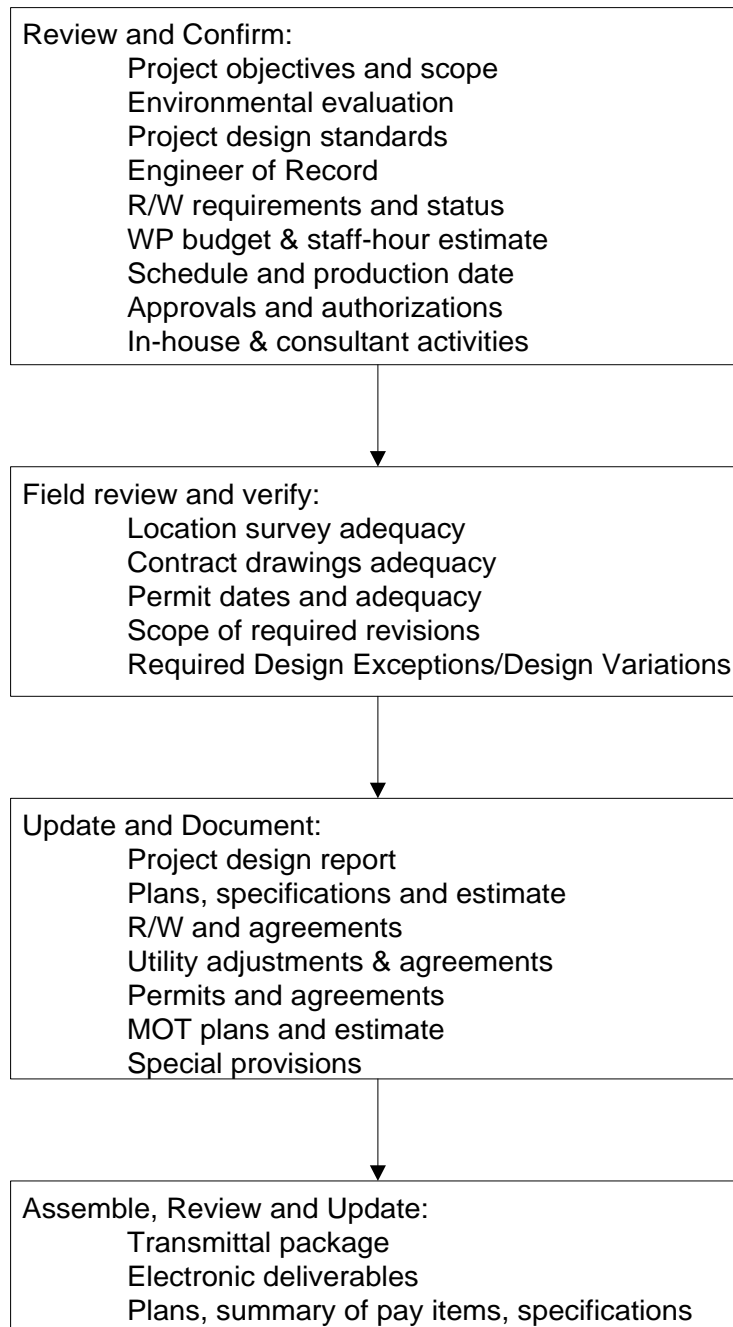 Review and Confirm:
Project objectives and scope
Environmental evaluation
Project design standards
Engineer of Record
R/W requirements and status
WP budget & staff-hour estimate
Schedule and production date
Approvals and authorizations
In-house & consultant activities
Field review and verify:
Location survey adequacy
Contract drawings adequacy
Permit dates and adequacy
Scope of required revisions
Required Design Exceptions/Design Variations
Update and Document:
Project design report
Plans, specifications and estimate
R/W and agreements
Utility adjustments & agreements
Permits and agreements
MOT plans and estimate
Special provisions
Assemble, Review and Update:
Transmittal package
Electronic deliverables
Plans, summary of pay items, specifications